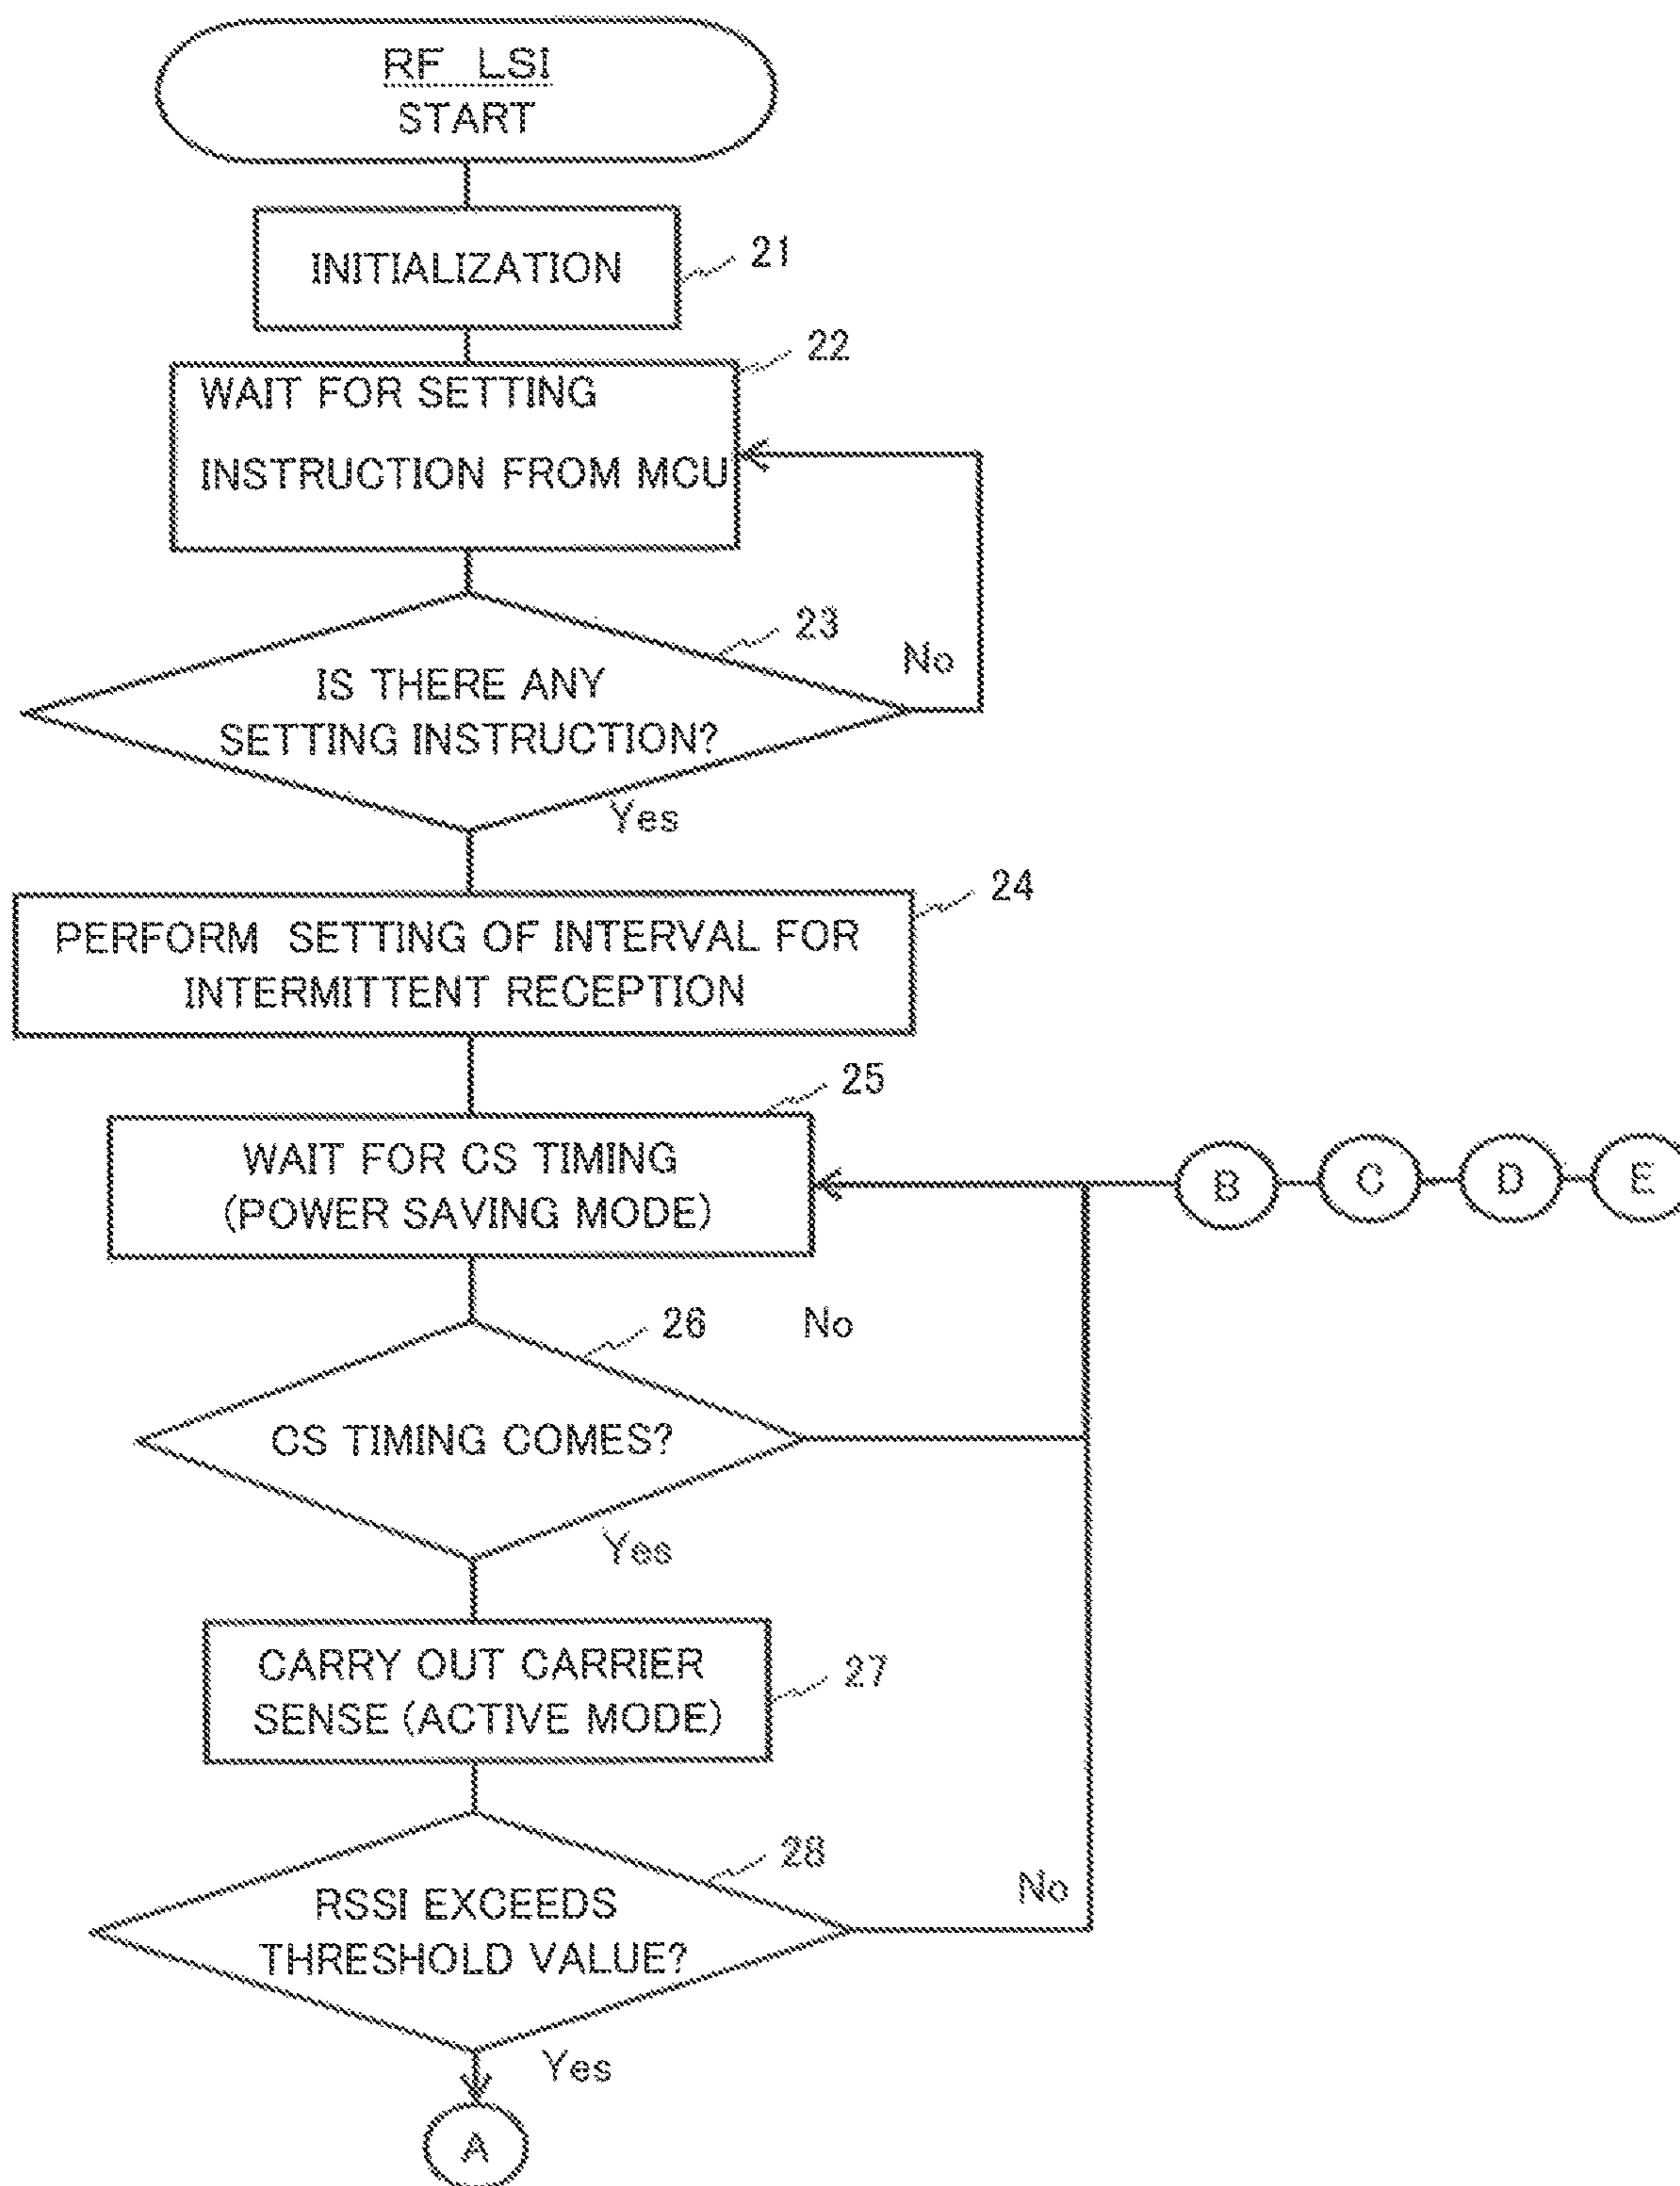 RF LSI
START
INITIALIZATION
21
22
WAIT FOR SETTING
INSTRUCTION FROM MCU
23
No
IS THERE ANY
SETTING INSTRUCTION?
Yes
24
PERFORM SETTING OF INTERVAL FOR
INTERMITTENT RECEPTION
25
WAIT FOR CS TIMING
(POWER SAVING MODE)
B
C
D
E
26
No
CS TIMING COMES?
Yes
CARRY OUT CARRIER
SENSE (ACTIVE MODE)
27
28
No
RSSI EXCEEDS
THRESHOLD VALUE?
Yes
A